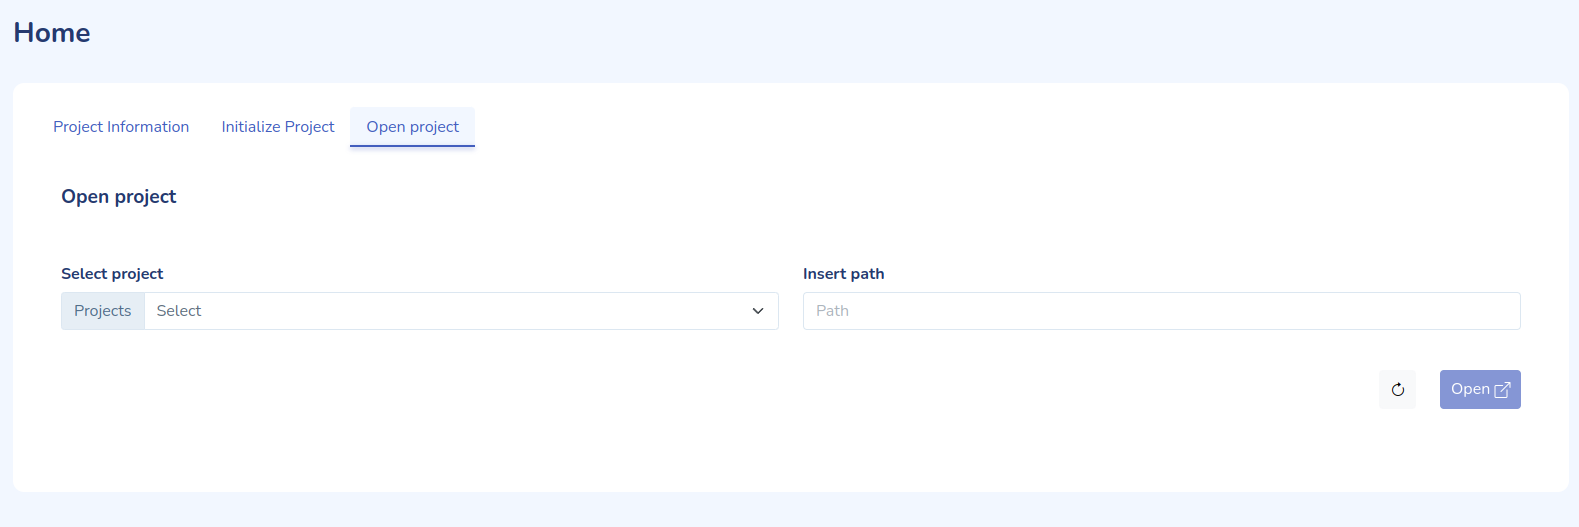 Home
Project Information Initialize Project Open project
Open project
Select project Insert path
Projects Select Path
Open